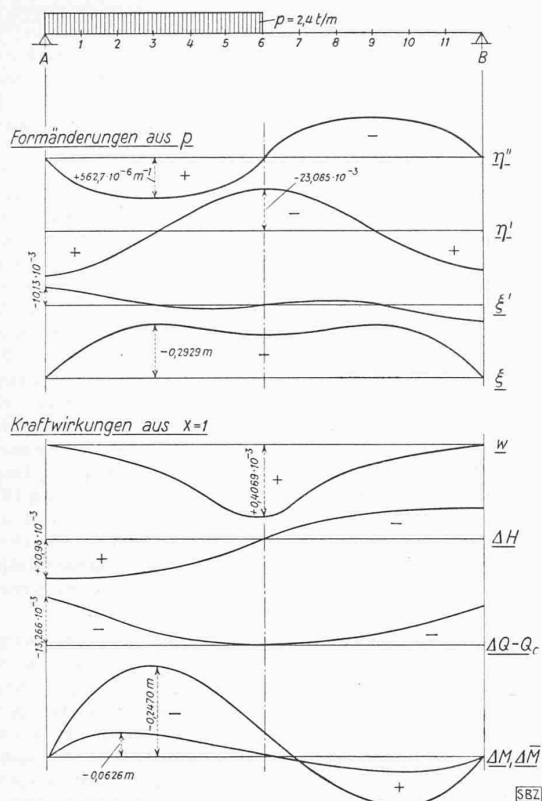 p = 2,4 t/m
1 2 3 4 5 6 7 8 9 10 11
A B
Formänderungen aus p
+562,7·10⁻⁶ m⁻¹ + − η''
−23,085·10⁻³
+ − + η'
−10,13·10⁻³ ξ'
−0,2929 m − ξ
Kraftwirkungen aus X=1
w
+0,4069·10⁻³ +
+20,93·10⁻³ + − ΔH
−13,266·10⁻³ − − ΔQ−Q_c
−0,2470 m −
−0,0626 m + ΔM, ΔM̅
SBZ